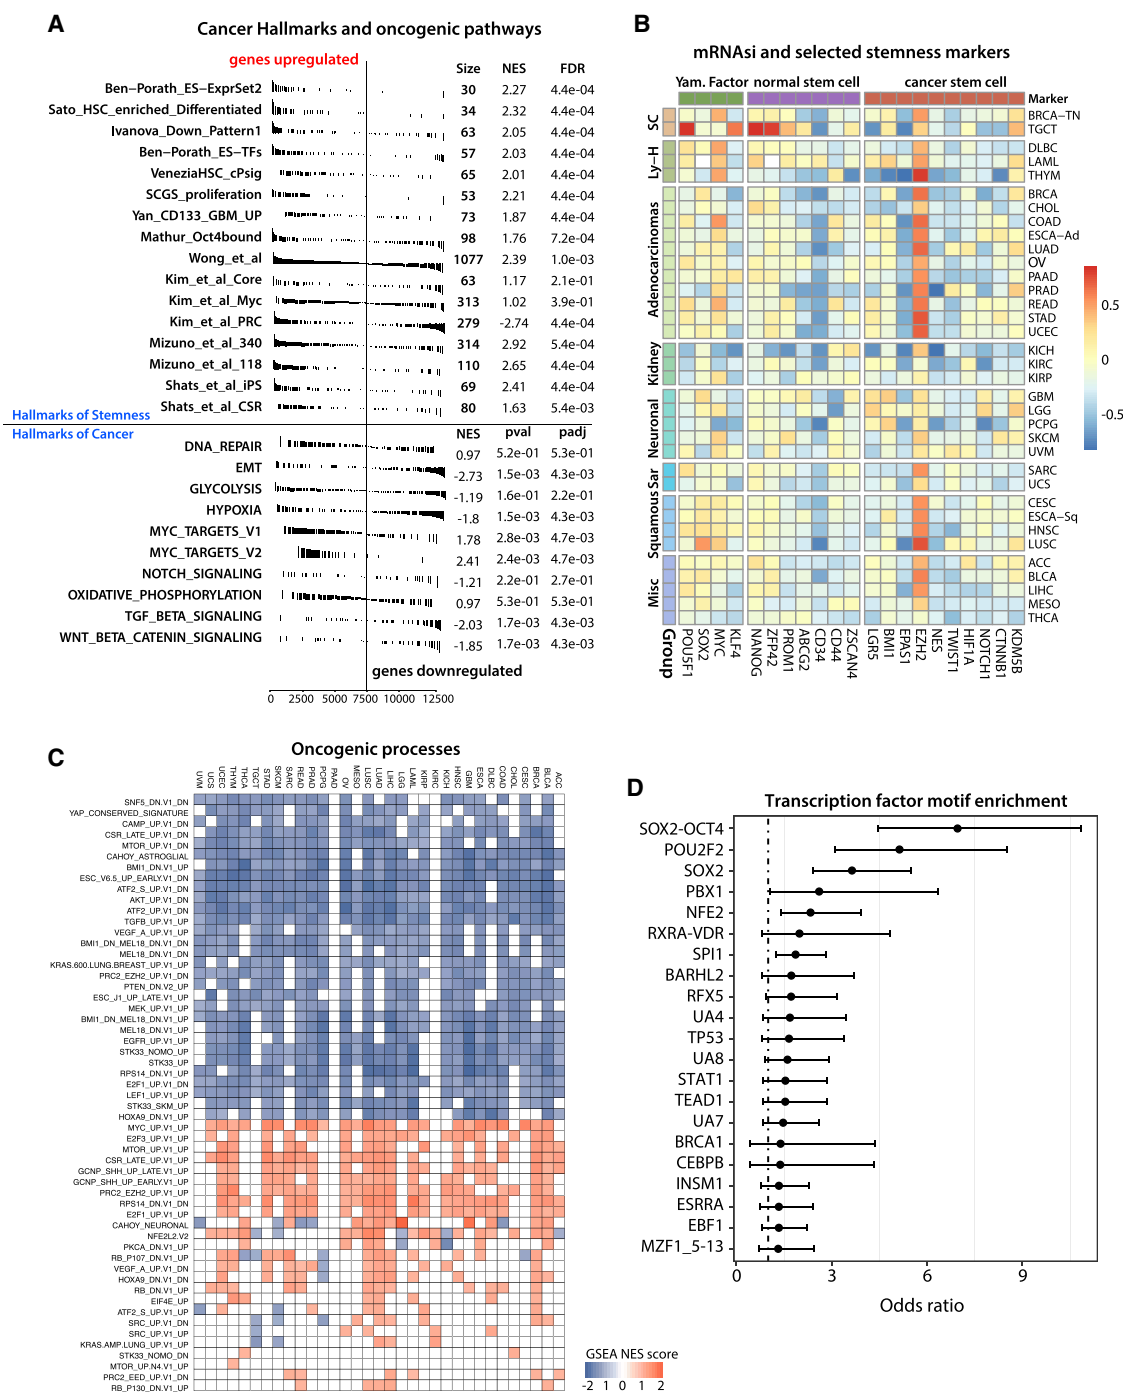 A
Cancer Hallmarks and oncogenic pathways
genes upregulated
Size NES FDR
Ben-Porath_ES-ExprSet2 30 2.27 4.4e-04
Sato_HSC_enriched_Differentiated 34 2.32 4.4e-04
Ivanova_Down_Pattern1 63 2.05 4.4e-04
Ben-Porath_ES-TFs 57 2.03 4.4e-04
VeneziaHSC_cPsig 65 2.01 4.4e-04
SCGS_proliferation 53 2.21 4.4e-04
Yan_CD133_GBM_UP 73 1.87 4.4e-04
Mathur_Oct4bound 98 1.76 7.2e-04
Wong_et_al 1077 2.39 1.0e-03
Kim_et_al_Core 63 1.17 2.1e-01
Kim_et_al_Myc 313 1.02 3.9e-01
Kim_et_al_PRC 279 -2.74 4.4e-04
Mizuno_et_al_340 314 2.92 5.4e-04
Mizuno_et_al_118 110 2.65 4.4e-04
Shats_et_al_iPS 69 2.41 4.4e-04
Shats_et_al_CSR 80 1.63 5.4e-03
Hallmarks of Stemness
Hallmarks of Cancer
NES pval padj
DNA_REPAIR 0.97 5.2e-01 5.3e-01
EMT -2.73 1.5e-03 4.3e-03
GLYCOLYSIS -1.19 1.6e-01 2.2e-01
HYPOXIA -1.8 1.5e-03 4.3e-03
MYC_TARGETS_V1 1.78 2.8e-03 4.7e-03
MYC_TARGETS_V2 2.41 2.4e-03 4.7e-03
NOTCH_SIGNALING -1.21 2.2e-01 2.7e-01
OXIDATIVE_PHOSPHORYLATION 0.97 5.3e-01 5.3e-01
TGF_BETA_SIGNALING -2.03 1.7e-03 4.3e-03
WNT_BETA_CATENIN_SIGNALING -1.85 1.7e-03 4.3e-03
genes downregulated
0 2500 5000 7500 10000 12500
B
mRNAsi and selected stemness markers
Yam. Factor normal stem cell cancer stem cell
Marker
SC
BRCA-TN
TGCT
Ly-H
DLBC
LAML
THYM
Adenocarcinomas
BRCA
CHOL
COAD
ESCA-Ad
LUAD
OV
PAAD
PRAD
READ
STAD
UCEC
Kidney
KICH
KIRC
KIRP
Neuronal
GBM
LGG
PCPG
SKCM
UVM
Sar
SARC
UCS
Squamous
CESC
ESCA-Sq
HNSC
LUSC
Misc
ACC
BLCA
LIHC
MESO
THCA
Group
POU5F1 SOX2 MYC KLF4 NANOG ZFP42 PROM1 ABCG2 CD34 CD44 ZSCAN4 LGR5 BMI1 EPAS1 EZH2 NES TWIST1 HIF1A NOTCH1 CTNNB1 KDM5B
0.5
0
-0.5
C
Oncogenic processes
UVM UCS UCEC THYM THCA TGCT STAD SKCM SARC READ PRAD PCPG PAAD OV MESO LUSC LUAD LIHC LGG LAML KIRP KIRC KICH HNSC GBM ESCA DLBC COAD CHOL CESC BRCA BLCA ACC
SNF5_DN.V1_DN
YAP_CONSERVED_SIGNATURE
CAMP_UP.V1_DN
CSR_LATE_UP.V1_DN
MTOR_UP.V1_DN
CAHOY_ASTROGLIAL
BMI1_DN.V1_UP
ESC_V6.5_UP_EARLY.V1_DN
ATF2_S_UP.V1_DN
AKT_UP.V1_DN
ATF2_UP.V1_DN
TGFB_UP.V1_UP
VEGF_A_UP.V1_UP
BMI1_DN_MEL18_DN.V1_DN
MEL18_DN.V1_DN
KRAS.600.LUNG.BREAST_UP.V1_UP
PRC2_EZH2_UP.V1_DN
PTEN_DN.V2_UP
ESC_J1_UP_LATE.V1_UP
MEK_UP.V1_UP
BMI1_DN_MEL18_DN.V1_UP
MEL18_DN.V1_UP
EGFR_UP.V1_UP
STK33_NOMO_UP
STK33_UP
RPS14_DN.V1_UP
E2F1_UP.V1_DN
LEF1_UP.V1_UP
STK33_SKM_UP
HOXA9_DN.V1_UP
MYC_UP.V1_UP
E2F3_UP.V1_UP
MTOR_UP.V1_UP
CSR_LATE_UP.V1_UP
GCNP_SHH_UP_LATE.V1_UP
GCNP_SHH_UP_EARLY.V1_UP
PRC2_EZH2_UP.V1_UP
RPS14_DN.V1_DN
E2F1_UP.V1_UP
CAHOY_NEURONAL
NFE2L2.V2
PKCA_DN.V1_UP
RB_P107_DN.V1_UP
VEGF_A_UP.V1_DN
HOXA9_DN.V1_DN
RB_DN.V1_UP
EIF4E_UP
ATF2_S_UP.V1_UP
SRC_UP.V1_DN
SRC_UP.V1_UP
KRAS.AMP.LUNG_UP.V1_UP
STK33_NOMO_DN
MTOR_UP.N4.V1_UP
PRC2_EED_UP.V1_DN
RB_P130_DN.V1_UP
GSEA NES score
-2 1 0 1 2
D
Transcription factor motif enrichment
SOX2-OCT4
POU2F2
SOX2
PBX1
NFE2
RXRA-VDR
SPI1
BARHL2
RFX5
UA4
TP53
UA8
STAT1
TEAD1
UA7
BRCA1
CEBPB
INSM1
ESRRA
EBF1
MZF1_5-13
0 3 6 9
Odds ratio